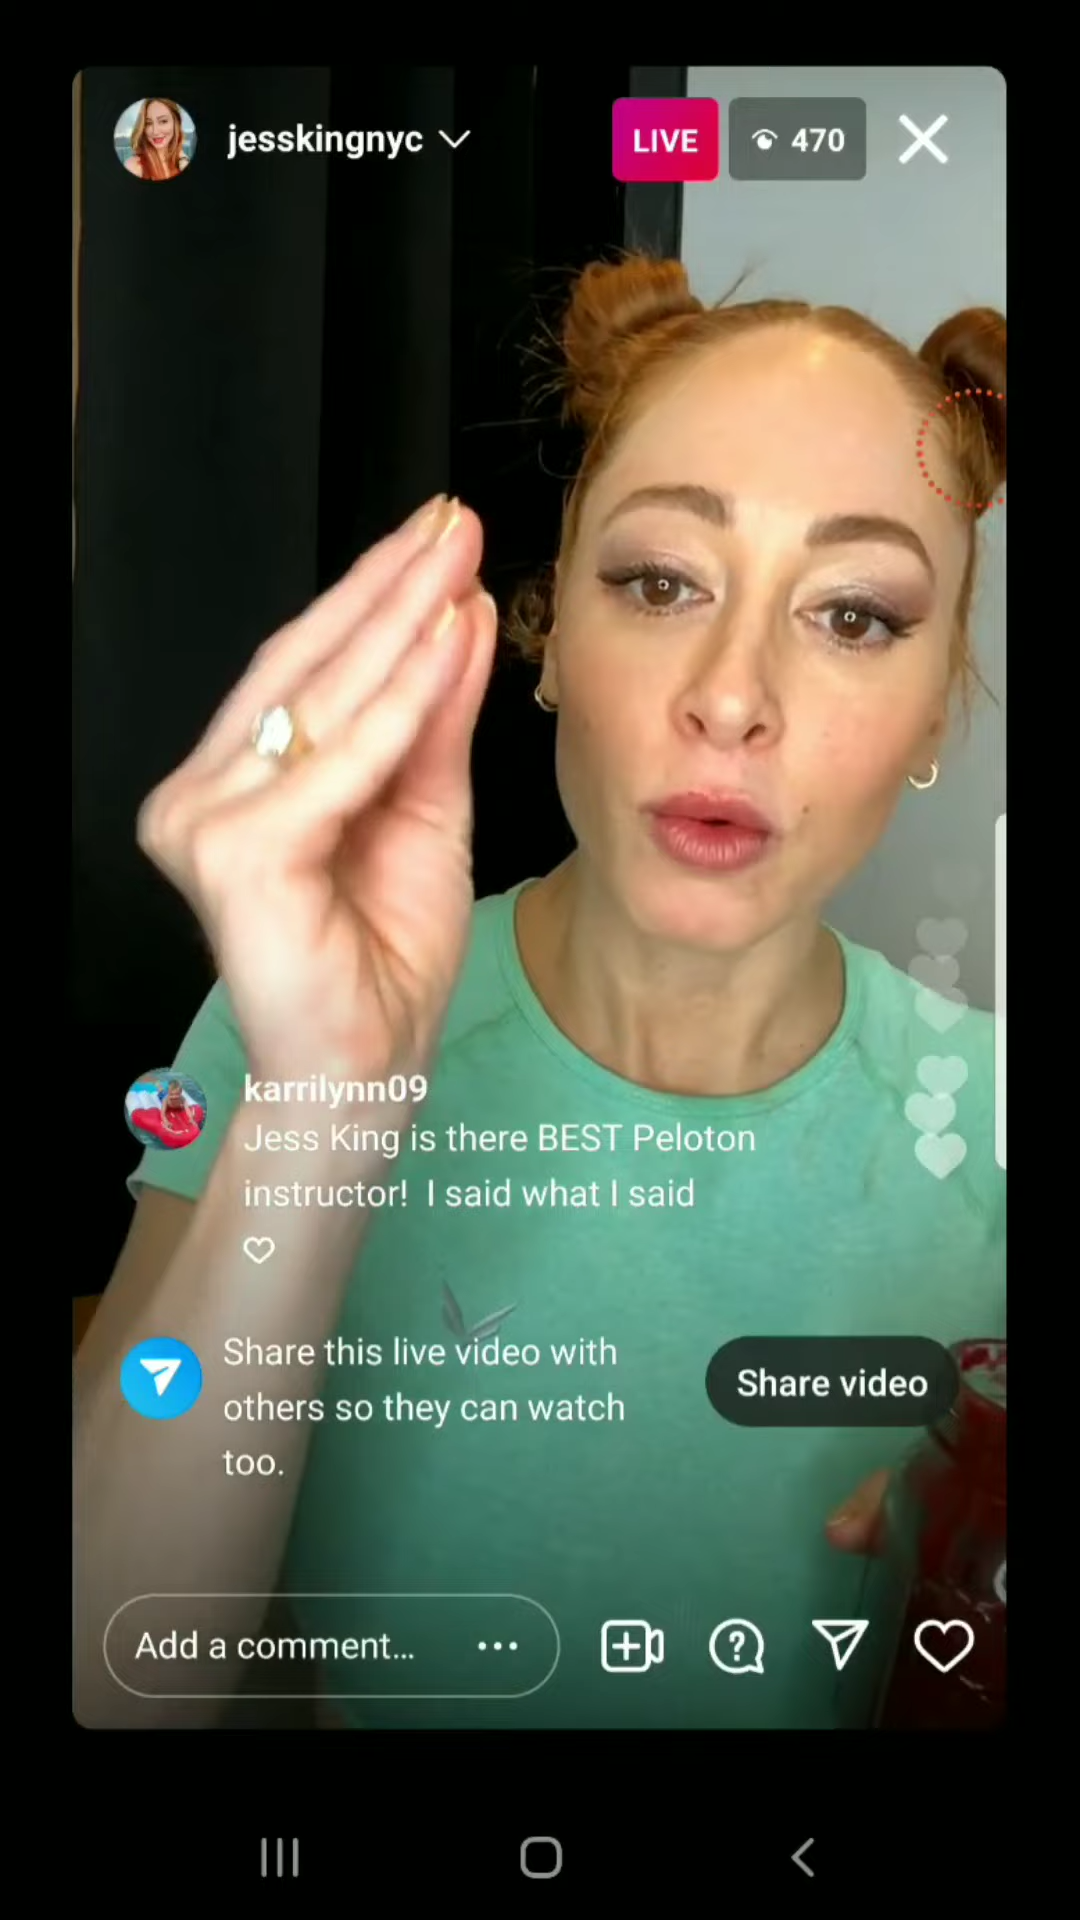 jesskingnyc
LIVE
470
karrilynn09
Jess King is there BEST Peloton
instructor!  I said what I said
Share this live video with
others so they can watch
too.
Share video
Add a comment...